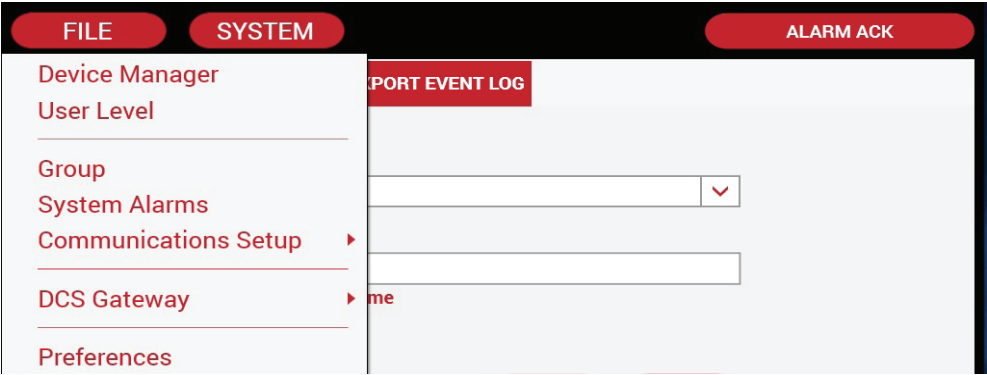 FILE SYSTEM ALARM ACK
Device Manager
PORT EVENT LOG
User Level
Group
System Alarms
Communications Setup
DCS Gateway
me
Preferences